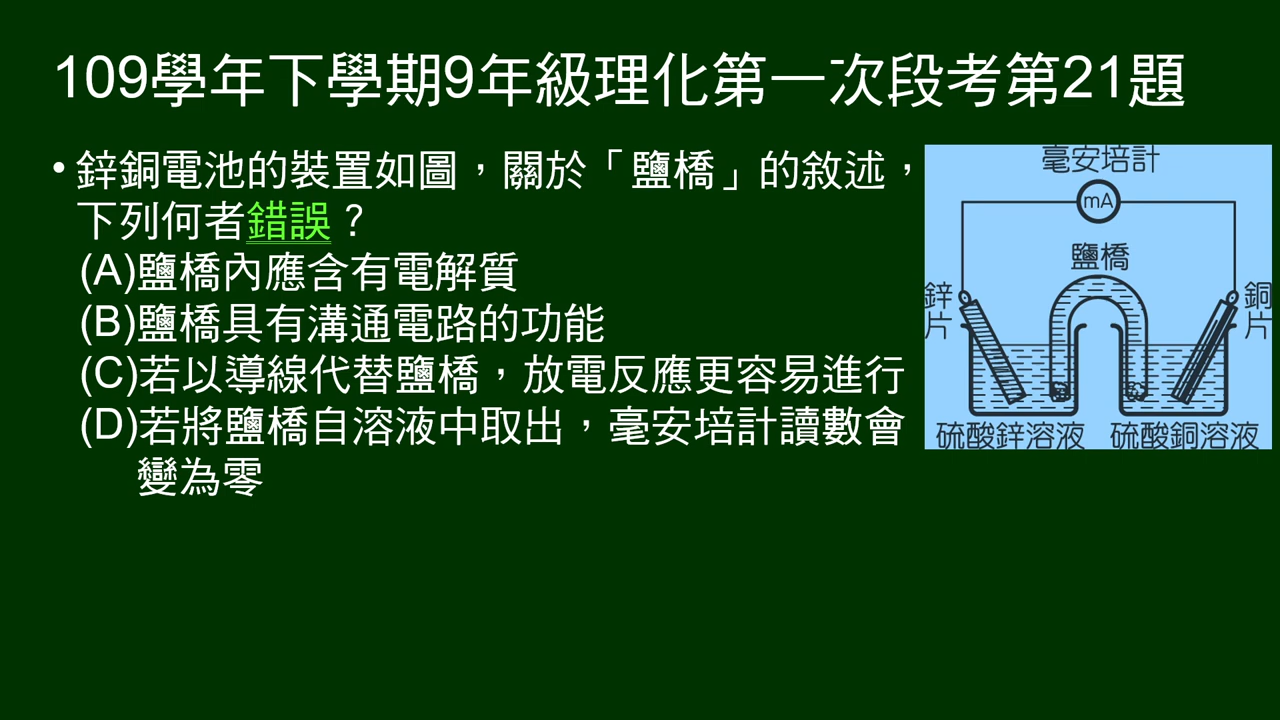 109學年下學期9年級理化第一次段考第21題
• 鋅銅電池的裝置如圖，關於「鹽橋」的敘述，
下列何者錯誤？
(A)鹽橋內應含有電解質
(B)鹽橋具有溝通電路的功能
(C)若以導線代替鹽橋，放電反應更容易進行
(D)若將鹽橋自溶液中取出，毫安培計讀數會
變為零
毫安培計
mA
鹽橋
鋅片
銅片
硫酸鋅溶液
硫酸銅溶液